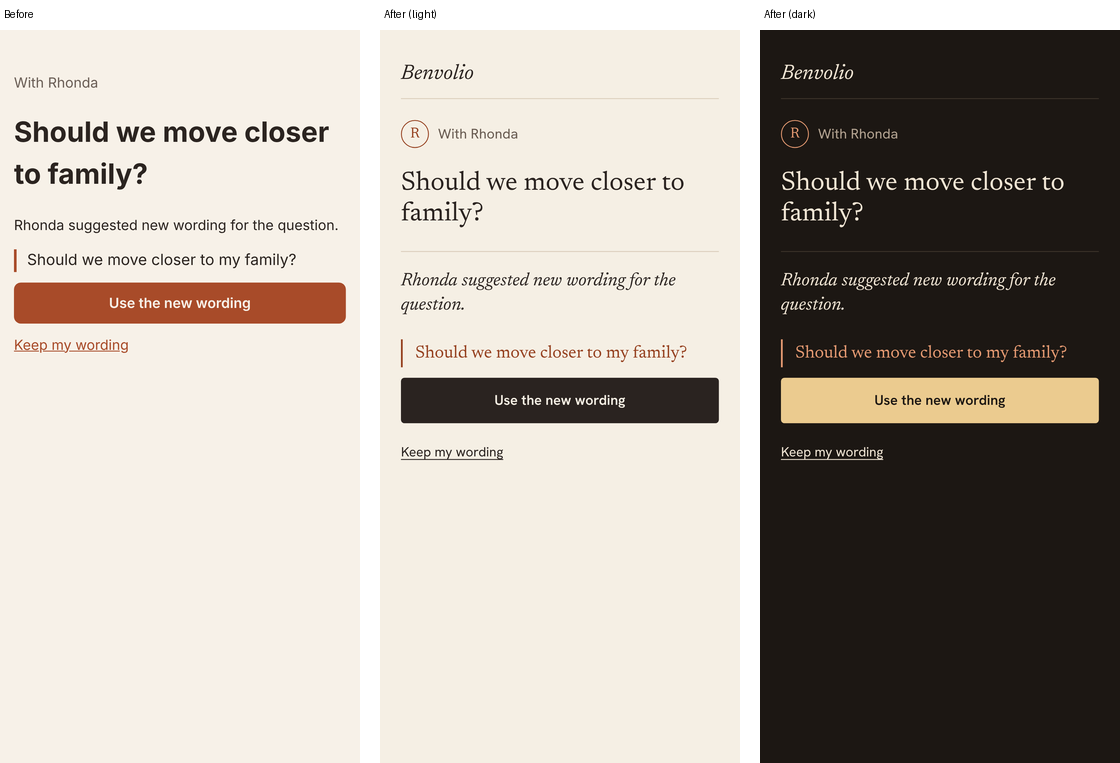 Before
With Rhonda
Should we move closer
to family?
Rhonda suggested new wording for the question.
Should we move closer to my family?
Use the new wording
Keep my wording
After (light)
Benvolio
R With Rhonda
Should we move closer to
family?
Rhonda suggested new wording for the
question.
Should we move closer to my family?
Use the new wording
Keep my wording
After (dark)
Benvolio
R With Rhonda
Should we move closer to
family?
Rhonda suggested new wording for the
question.
Should we move closer to my family?
Use the new wording
Keep my wording